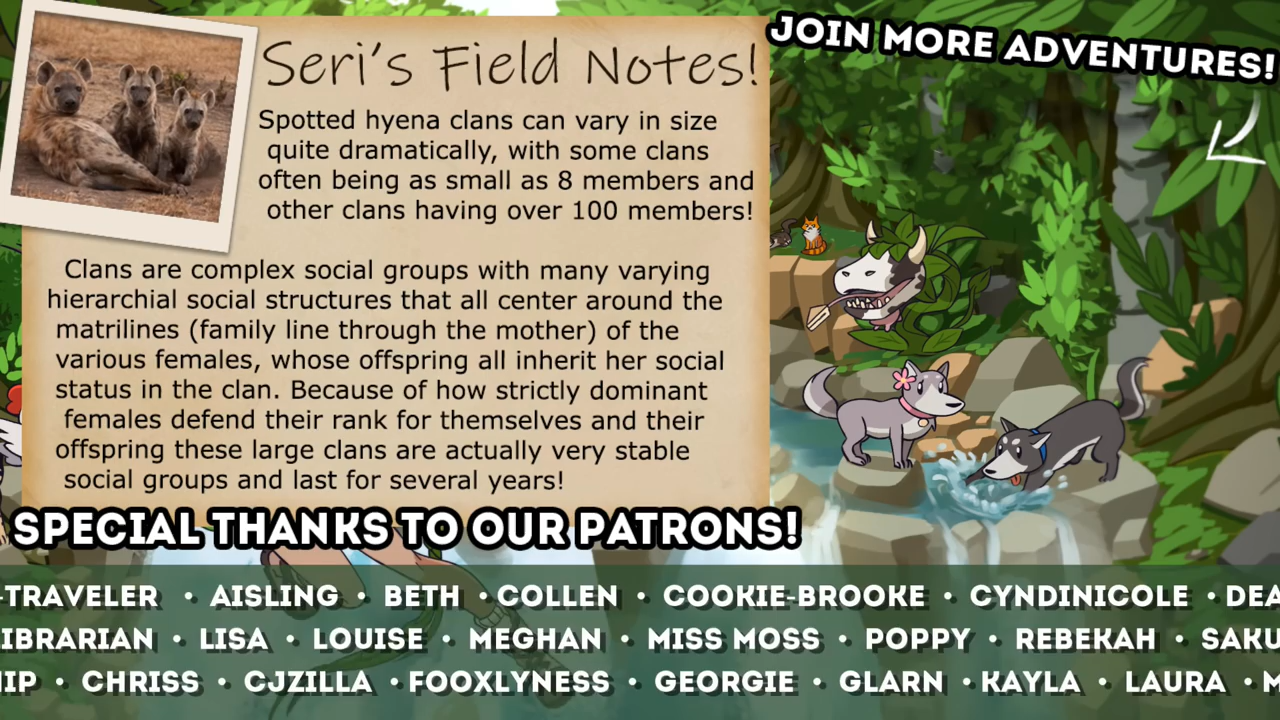 Seri's Field Notes!
JOIN MORE ADVENTURES!
Spotted hyena clans can vary in size
quite dramatically, with some clans
often being as small as 8 members and
other clans having over 100 members!
Clans are complex social groups with many varying
hierarchial social structures that all center around the
matrilines (family line through the mother) of the
various females, whose offspring all inherit her social
status in the clan. Because of how strictly dominant
females defend their rank for themselves and their
offspring these large clans are actually very stable
social groups and last for several years!
SPECIAL THANKS TO OUR PATRONS!
-TRAVELER • AISLING • BETH • COLLEN • COOKIE-BROOKE • CYNDINICOLE • DEA
IBRARIAN • LISA • LOUISE • MEGHAN • MISS MOSS • POPPY • REBEKAH • SAKU
IIP • CHRISS • CJZILLA • FOOXLYNESS • GEORGIE • GLARN • KAYLA • LAURA • M